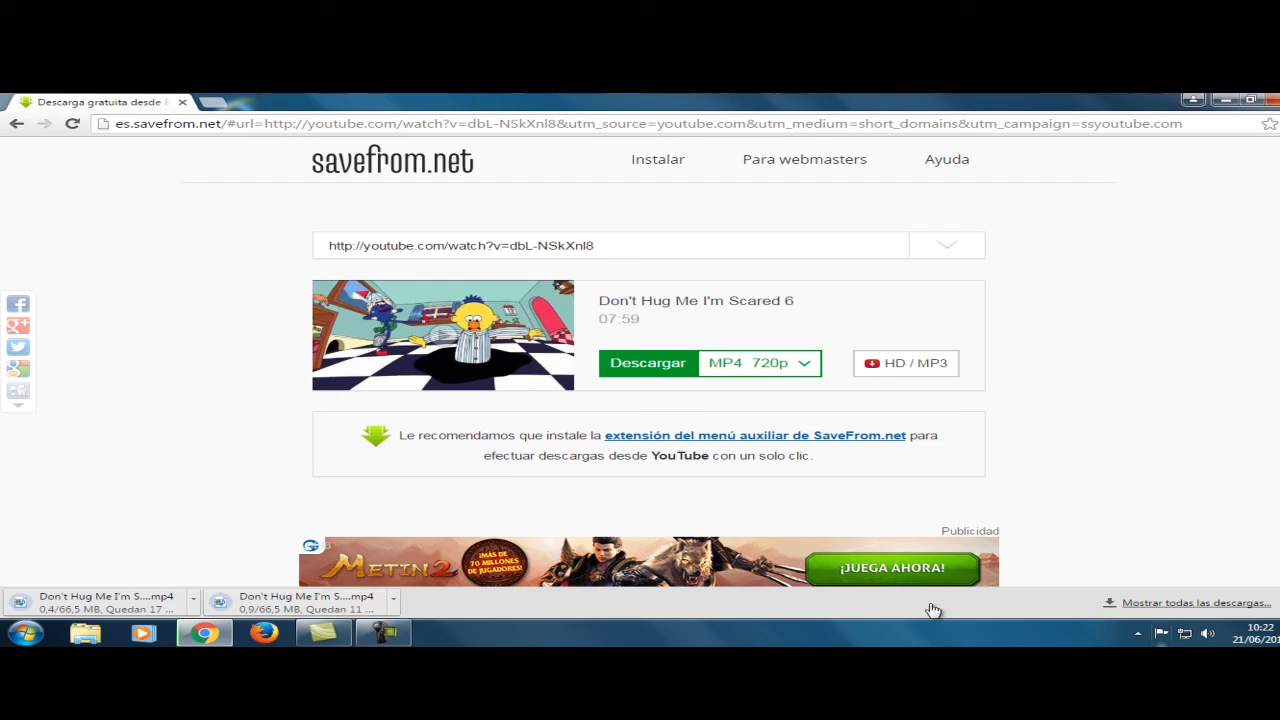 Descarga gratuita desde
es.savefrom.net/#url=http://youtube.com/watch?v=dbL-NSkXnl8&utm_source=youtube.com&utm_medium=short_domains&utm_campaign=ssyoutube.com
savefrom.net
Instalar
Para webmasters
Ayuda
http://youtube.com/watch?v=dbL-NSkXnl8
Don't Hug Me I'm Scared 6
07:59
Descargar MP4 720p
HD / MP3
Le recomendamos que instale la extensión del menú auxiliar de SaveFrom.net para
efectuar descargas desde YouTube con un solo clic.
Publicidad
METIN2
¡MÁS DE
70 MILLONES
DE JUGADORES!
¡JUEGA AHORA!
Don't Hug Me I'm S....mp4
0,4/66,5 MB, Quedan 17 ...
Don't Hug Me I'm S....mp4
0,9/66,5 MB, Quedan 11 ...
Mostrar todas las descargas...
10:22
21/06/201